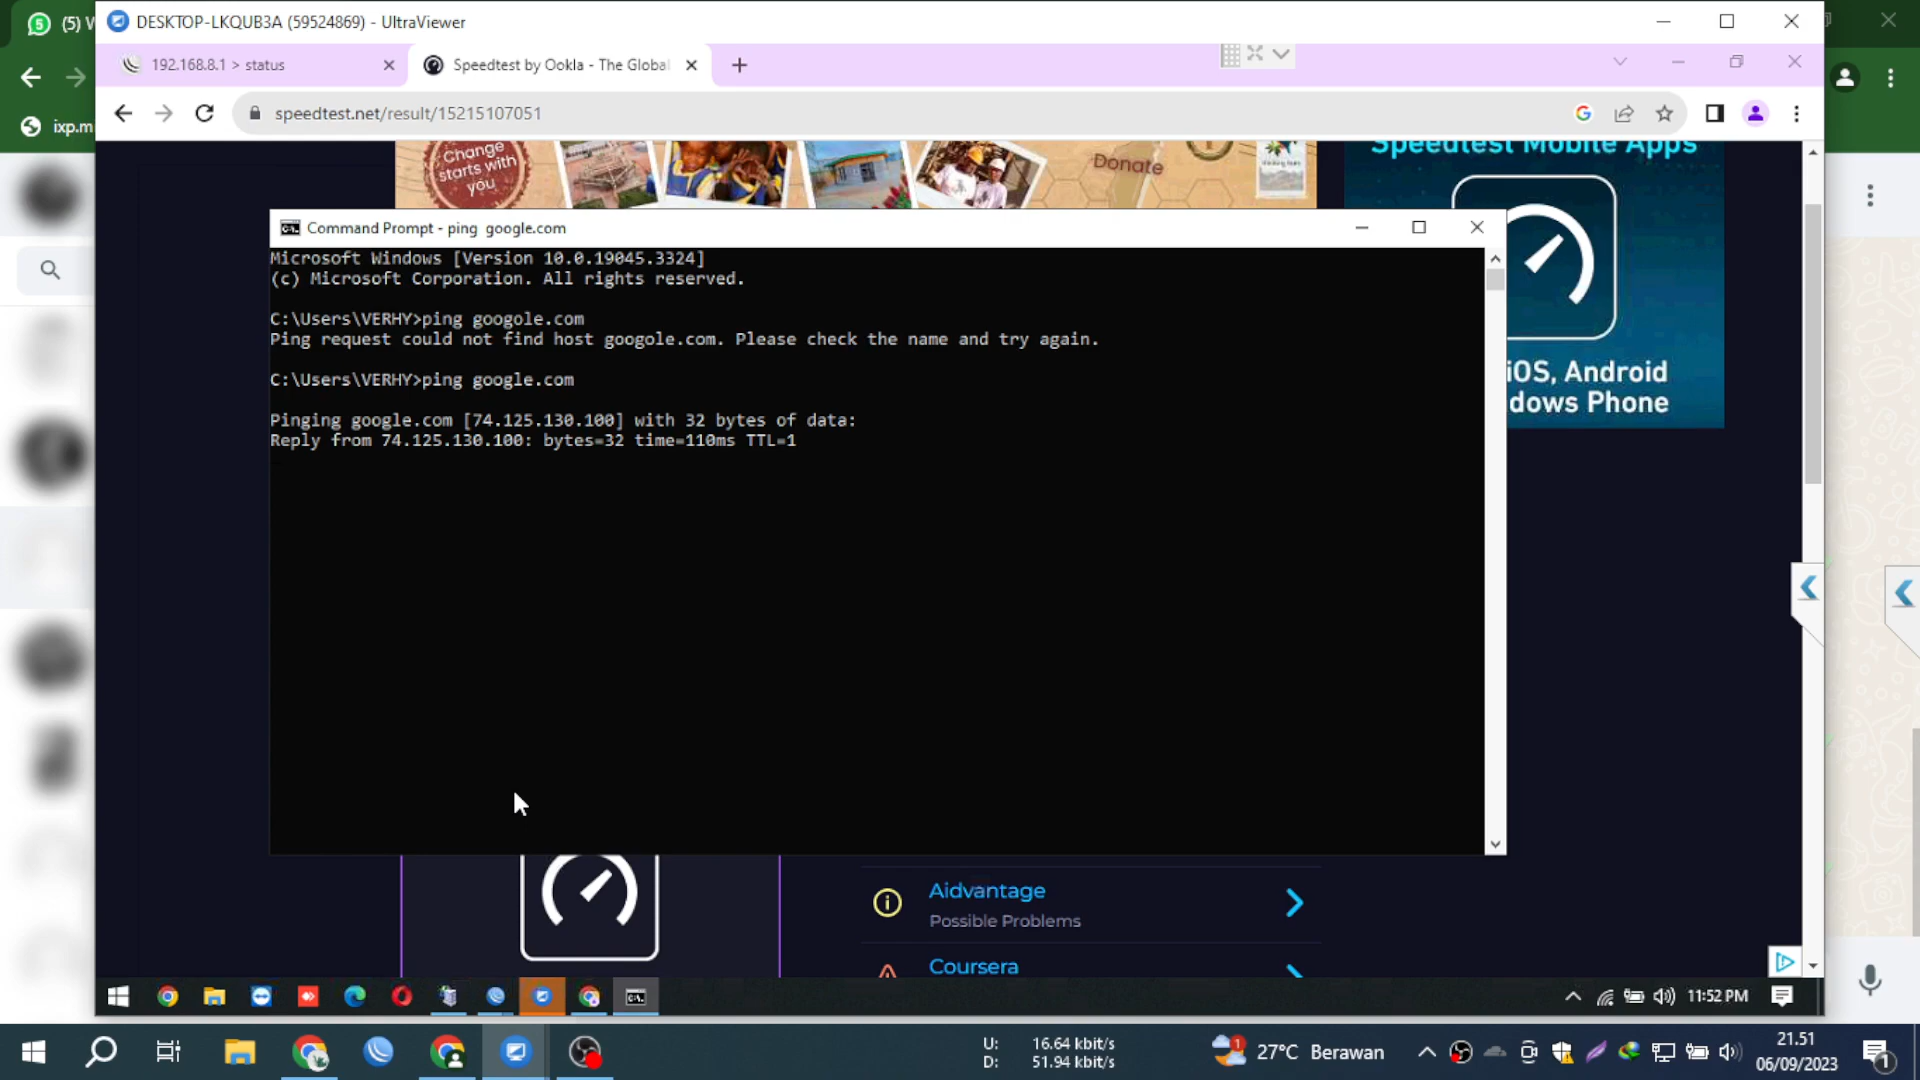 (5) W
DESKTOP-LKQUB3A (59524869) - UltraViewer
192.168.8.1 > status
Speedtest by Ookla - The Global
speedtest.net/result/15215107051
ixp.m
Change
starts with
you
Donate
Speedtest Mobile Apps
iOS, Android
dows Phone
Command Prompt - ping  google.com
Microsoft Windows [Version 10.0.19045.3324]
(c) Microsoft Corporation. All rights reserved.
C:\Users\VERHY>ping googole.com
Ping request could not find host googole.com. Please check the name and try again.
C:\Users\VERHY>ping google.com
Pinging google.com [74.125.130.100] with 32 bytes of data:
Reply from 74.125.130.100: bytes=32 time=110ms TTL=1
Aidvantage
Possible Problems
Coursera
11:52 PM
U: 16.64 kbit/s
D: 51.94 kbit/s
1
27°C Berawan
21.51
06/09/2023
1